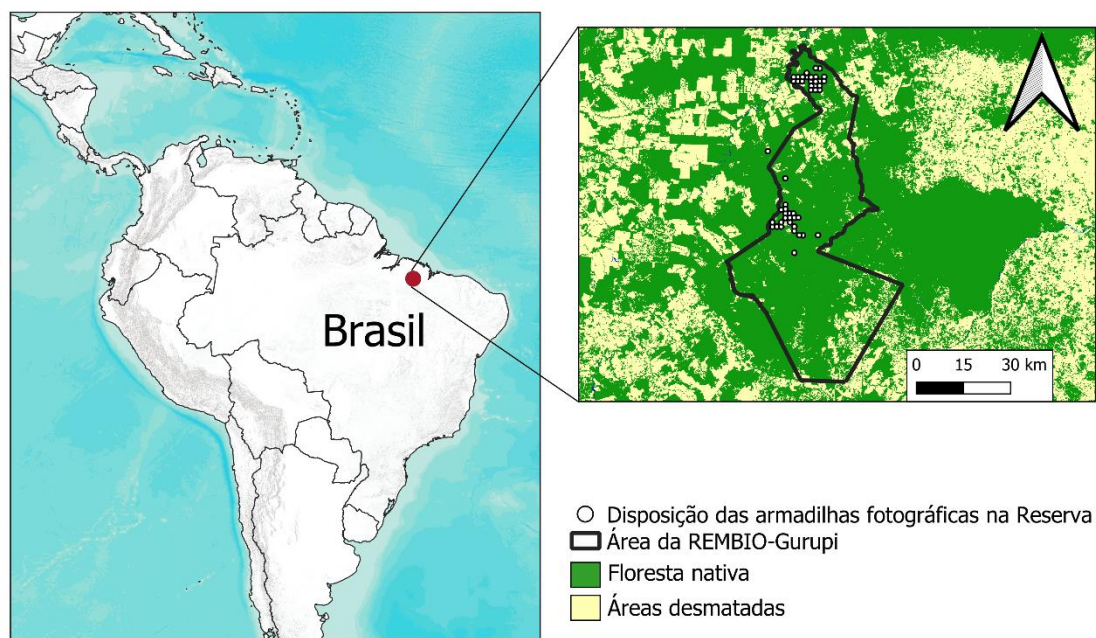 Brasil
0 15 30 km
Disposição das armadilhas fotográficas na Reserva
Área da REMBIO-Gurupi
Floresta nativa
Áreas desmatadas